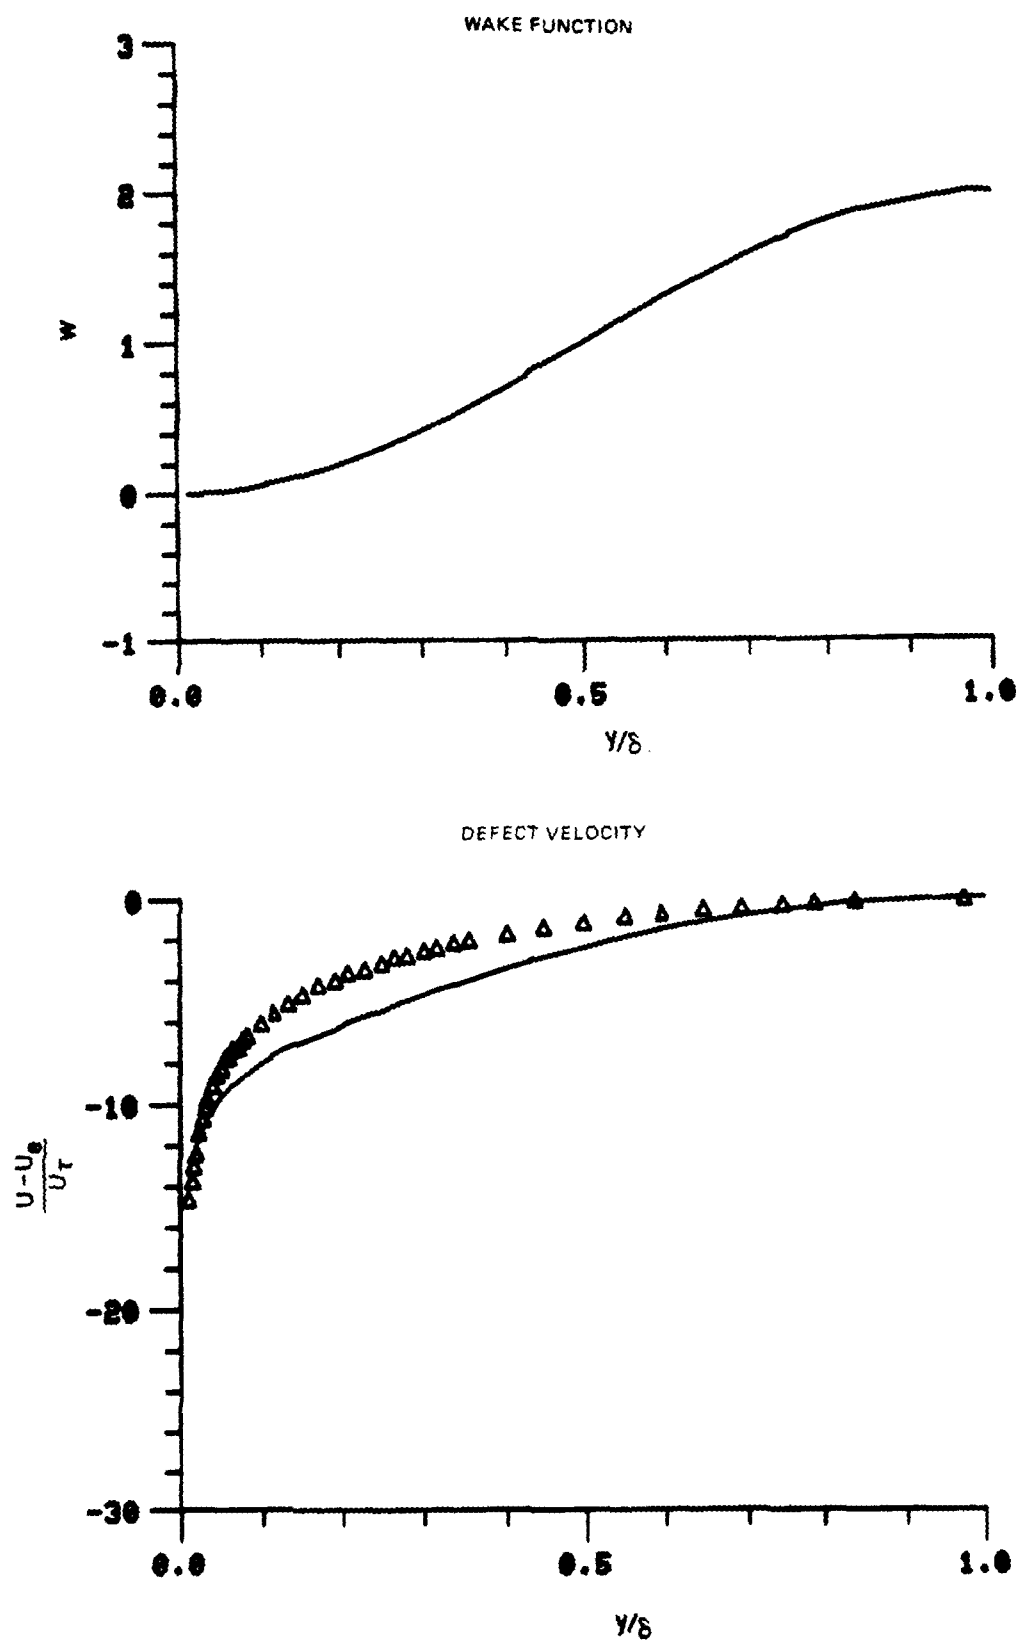 WAKE FUNCTION
3
2
1
0
-1
W
0.0 0.5 1.0
y/δ
DEFECT VELOCITY
0
-10
-20
-30
U-Ue
Uτ
0.0 0.5 1.0
y/δ